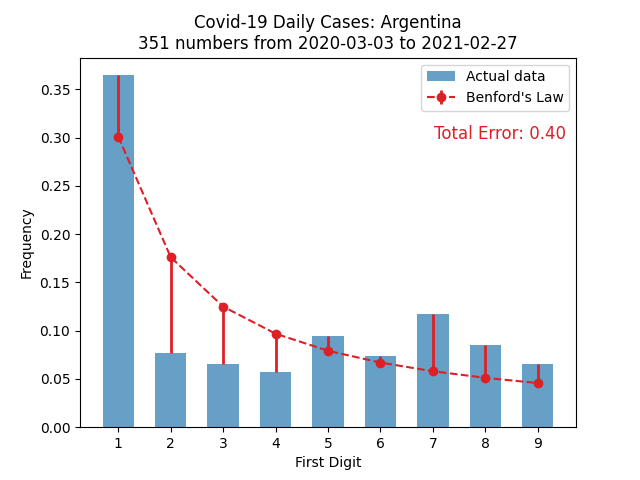 Covid-19 Daily Cases: Argentina
351 numbers from 2020-03-03 to 2021-02-27
Actual data
Benford's Law
Total Error: 0.40
Frequency
0.35
0.30
0.25
0.20
0.15
0.10
0.05
0.00
1 2 3 4 5 6 7 8 9
First Digit